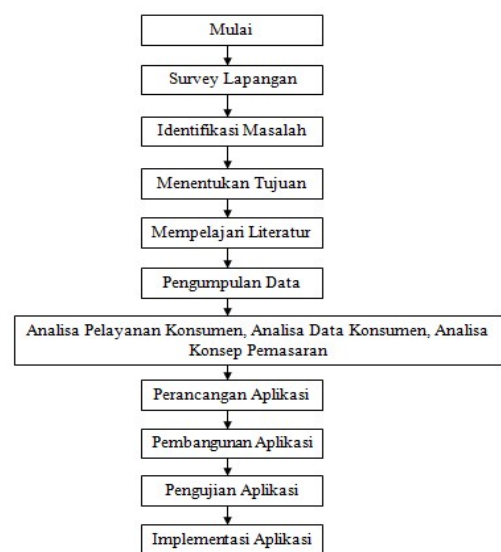 Mulai
Survey Lapangan
Identifikasi Masalah
Menentukan Tujuan
Mempelajari Literatur
Pengumpulan Data
Analisa Pelayanan Konsumen, Analisa Data Konsumen, Analisa
Konsep Pemasaran
Perancangan Aplikasi
Pembangunan Aplikasi
Pengujian Aplikasi
Implementasi Aplikasi